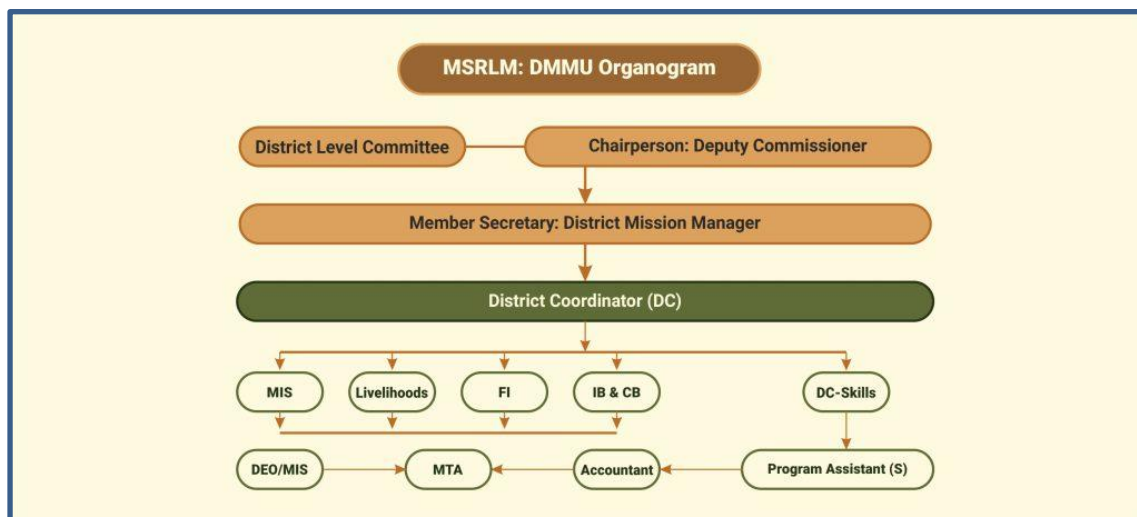 MSRLM: DMMU Organogram
District Level Committee
Chairperson: Deputy Commissioner
Member Secretary: District Mission Manager
District Coordinator (DC)
MIS
Livelihoods
FI
IB & CB
DC-Skills
DEO/MIS
MTA
Accountant
Program Assistant (S)